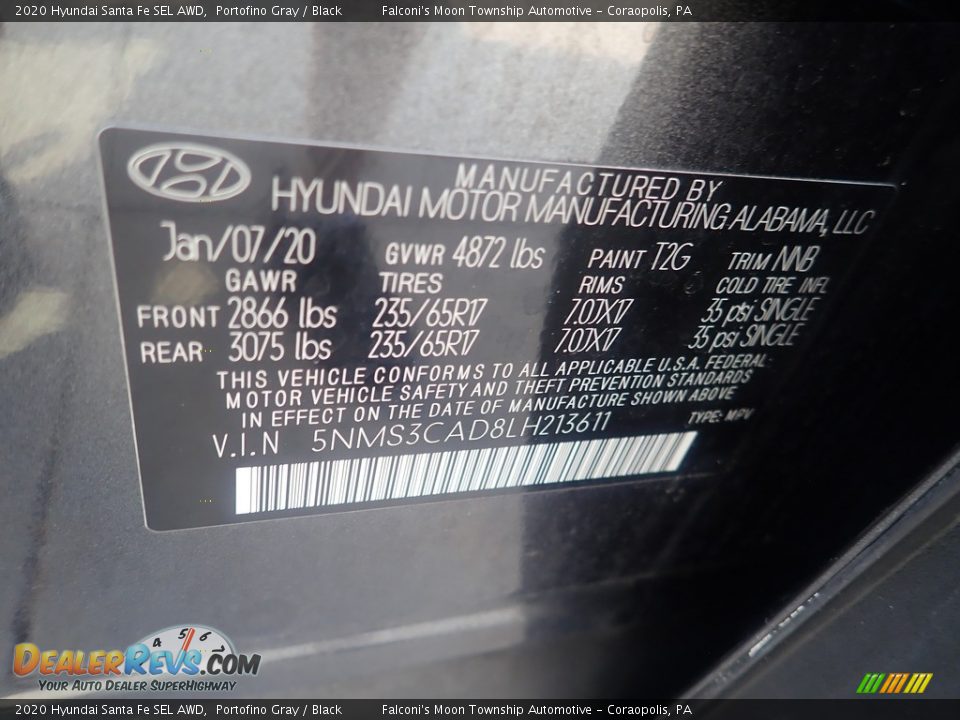 2020 Hyundai Santa Fe SEL AWD, Portofino Gray / Black Falconi's Moon Township Automotive - Coraopolis, PA
MANUFACTURED BY
HYUNDAI MOTOR MANUFACTURING ALABAMA, LLC
Jan/07/20 GVWR 4872 lbs PAINT T2G TRIM NNB
GAWR TIRES RIMS COLD TIRE INFL
FRONT 2866 lbs 235/65R17 7.0JX17 35 psi SINGLE
REAR 3075 lbs 235/65R17 7.0JX17 35 psi SINGLE
THIS VEHICLE CONFORMS TO ALL APPLICABLE U.S.A. FEDERAL
MOTOR VEHICLE SAFETY AND THEFT PREVENTION STANDARDS
IN EFFECT ON THE DATE OF MANUFACTURE SHOWN ABOVE
V.I.N 5NMS3CAD8LH213611 TYPE: MPV
4 5 6
DealerRevs.com
Your Auto Dealer SuperHighway
2020 Hyundai Santa Fe SEL AWD, Portofino Gray / Black Falconi's Moon Township Automotive - Coraopolis, PA